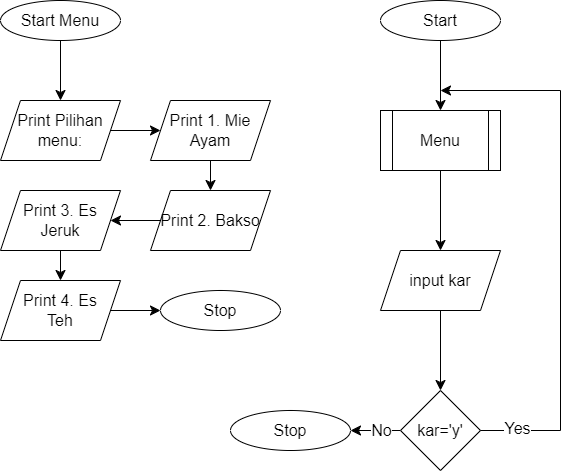 Start Menu
Print Pilihan
menu:
Print 1. Mie
Ayam
Print 2. Bakso
Print 3. Es
Jeruk
Print 4. Es
Teh
Stop
Start
Menu
input kar
kar='y'
Yes
No
Stop